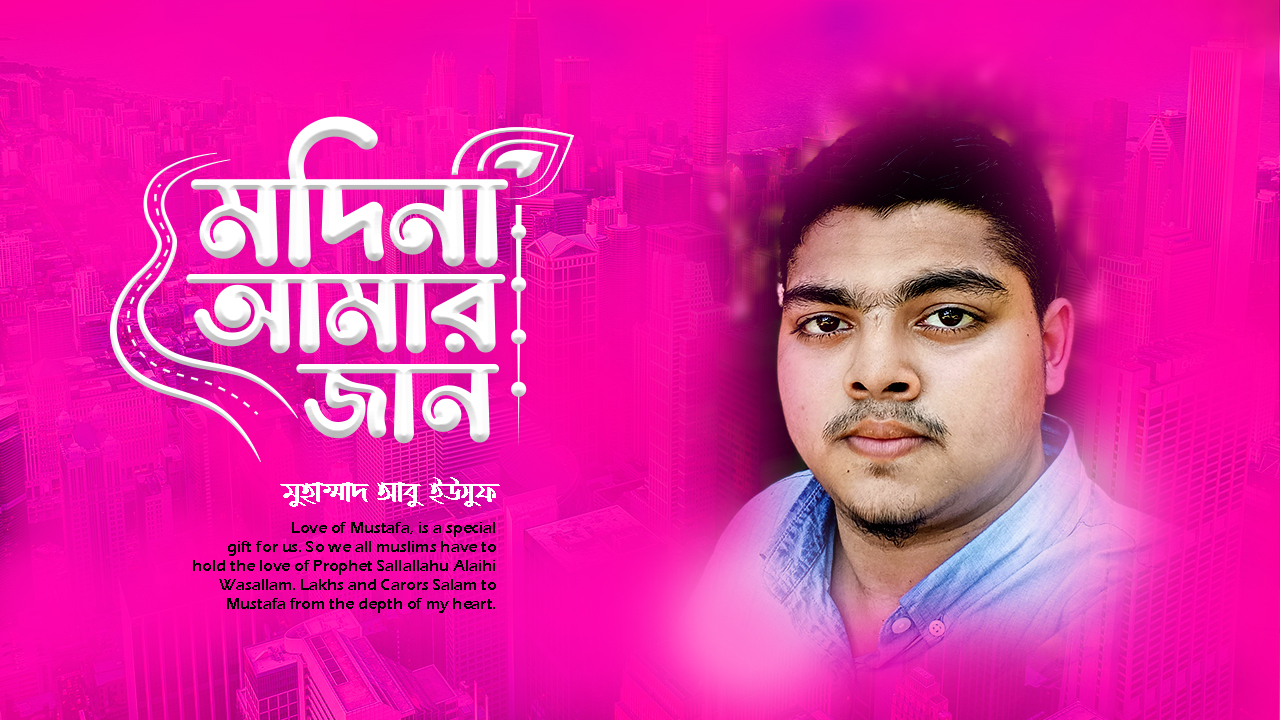 মদিনা
আমার
জান
মুহাম্মাদ আবু ইউসুফ
Love of Mustafa, is a special
gift for us. So we all muslims have to
hold the love of Prophet Sallallahu Alaihi
Wasallam. Lakhs and Carors Salam to
Mustafa from the depth of my heart.